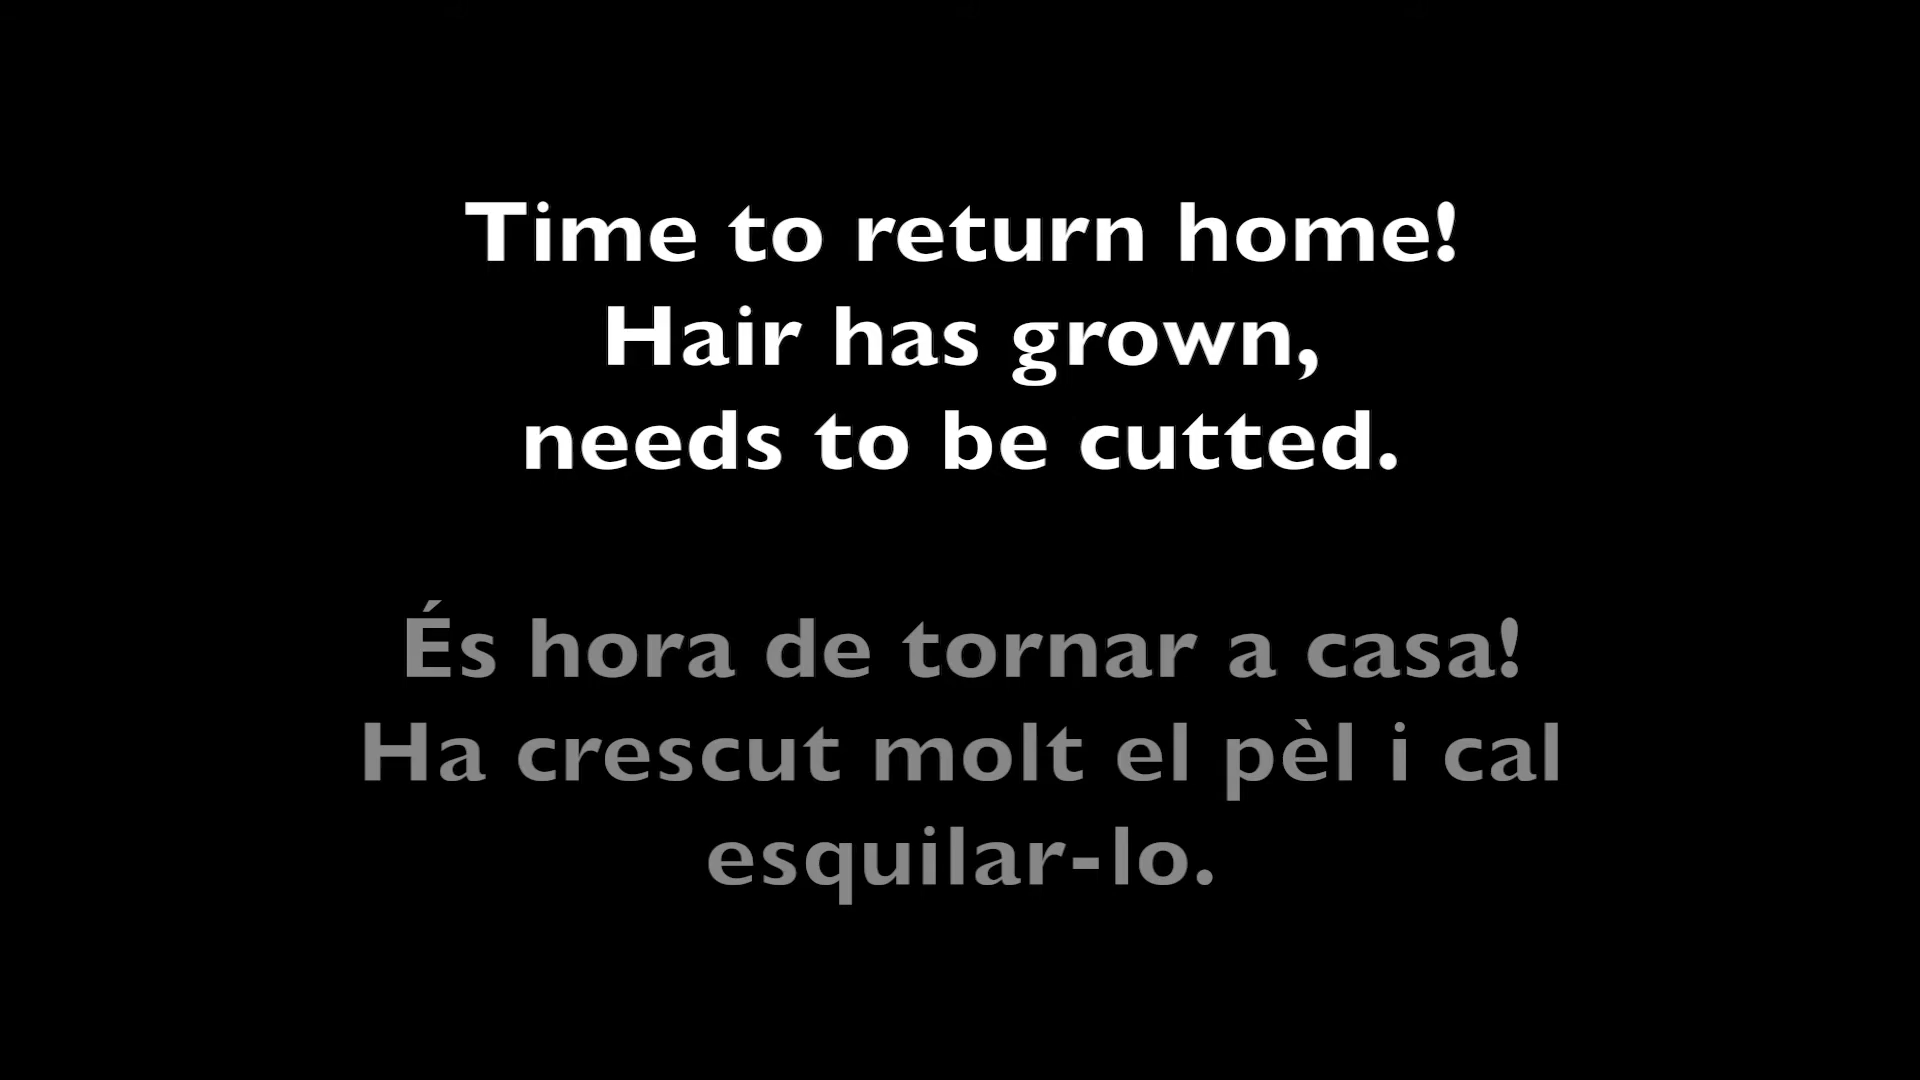 Time to return home!
Hair has grown,
needs to be cutted.
És hora de tornar a casa!
Ha crescut molt el pèl i cal
esquilar-lo.